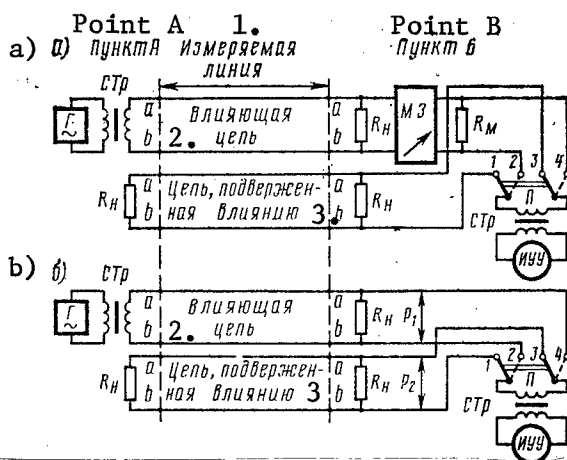 Point A 1. Point B
a) а) Пункт А Измеряемая линия Пункт б
СТр
Г
~
a
b
Влияющая цепь
2.
a
b
Rн
МЗ
Rм
1 2 3 4
Rн
a
b
Цепь, подвержен-
ная влиянию 3.
a
b
Rн
П
СТр
ИУУ
b) б)
СТр
Г
~
a
b
Влияющая цепь
2.
a
b
Rн p₁
1 2 3 4
Rн
a
b
Цепь, подвержен-
ная влиянию 3
a
b
Rн p₂
П
СТр
ИУУ